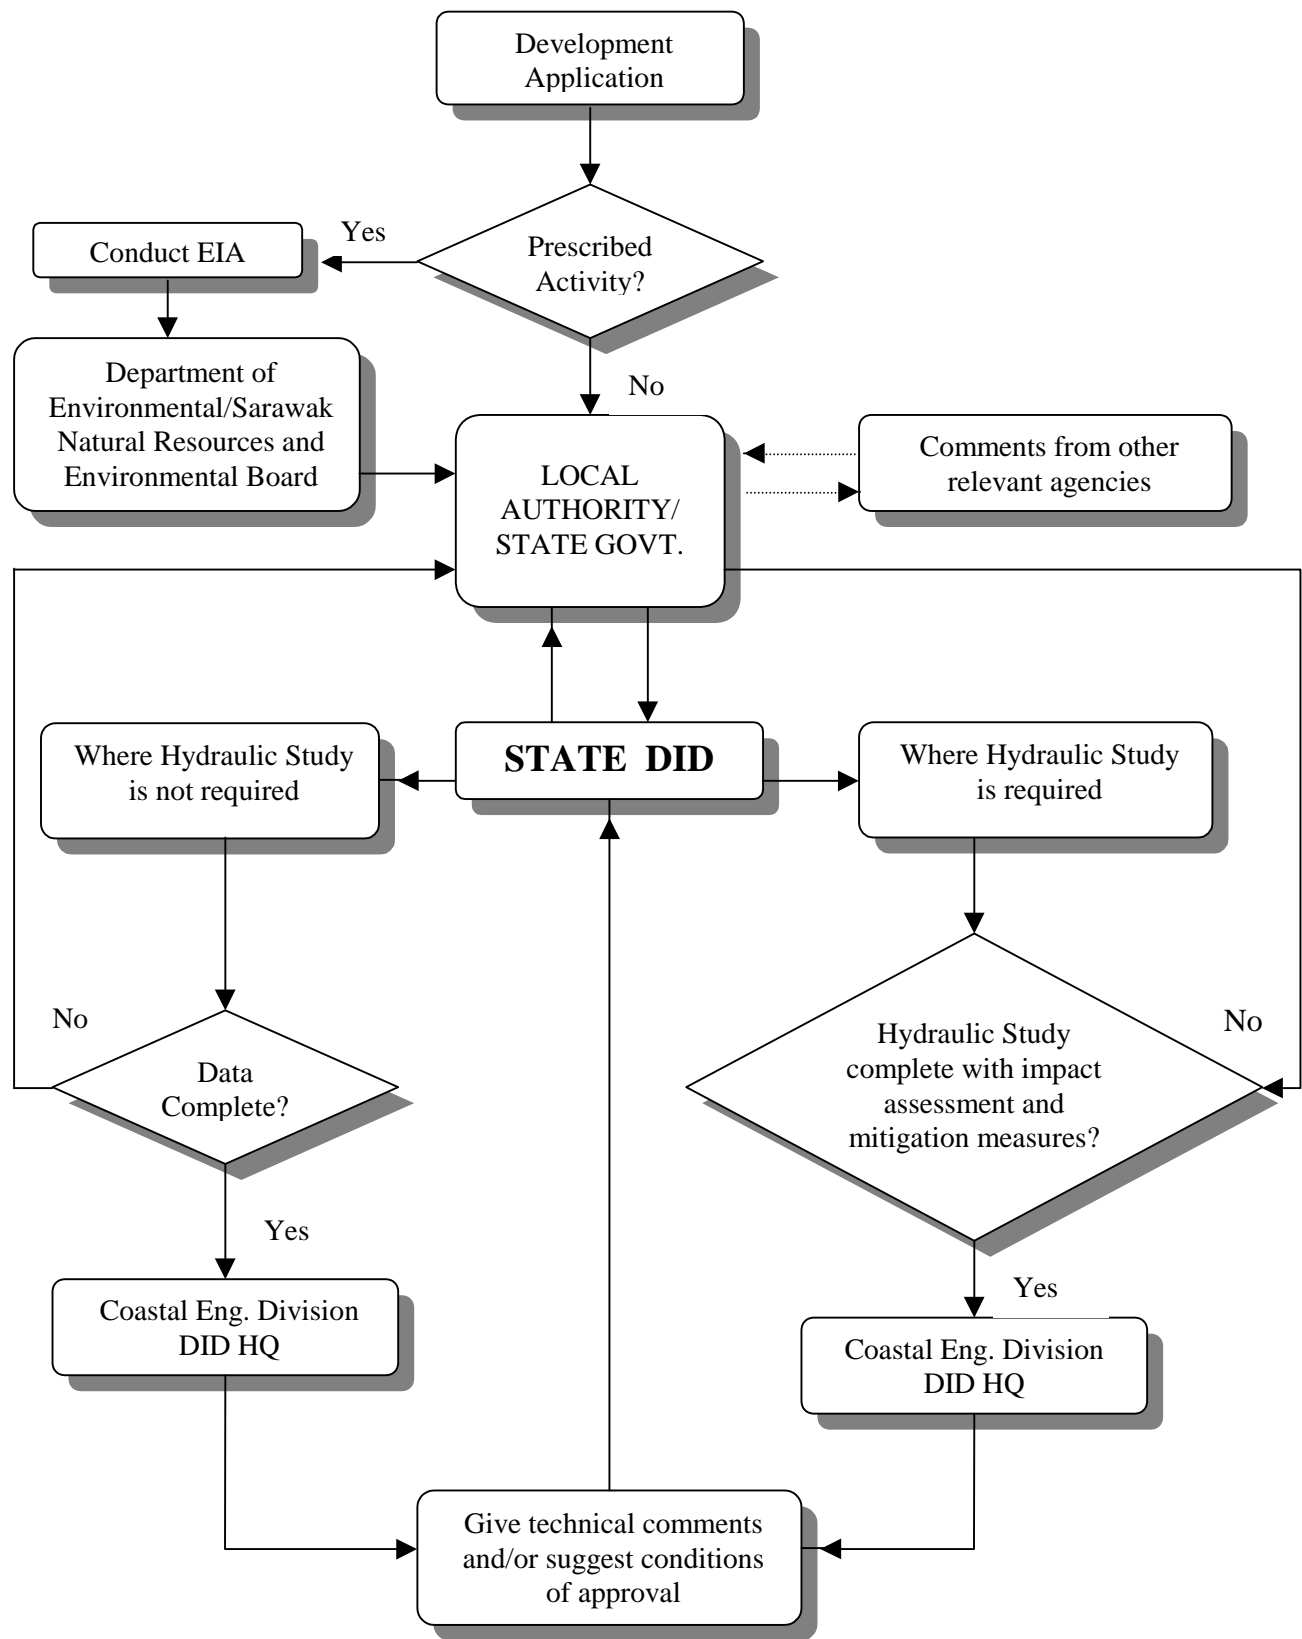 Development
Application
Yes
Conduct EIA
Prescribed
Activity?
No
Department of
Environmental/Sarawak
Natural Resources and
Environmental Board
LOCAL
AUTHORITY/
STATE GOVT.
Comments from other
relevant agencies
Where Hydraulic Study
is not required
STATE DID
Where Hydraulic Study
is required
No
Data
Complete?
Hydraulic Study
complete with impact
assessment and
mitigation measures?
No
Yes
Yes
Coastal Eng. Division
DID HQ
Coastal Eng. Division
DID HQ
Give technical comments
and/or suggest conditions
of approval